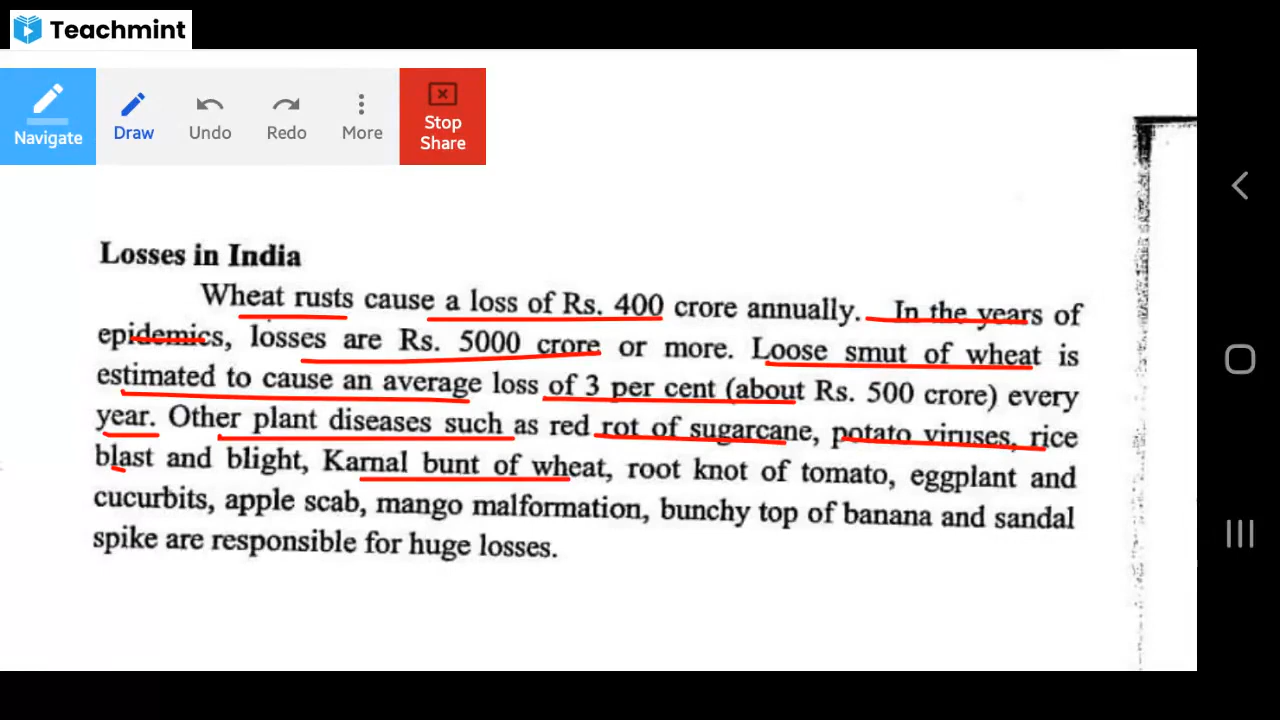 Teachmint
Navigate
Draw
Undo
Redo
More
Stop
Share
Losses in India
Wheat rusts cause a loss of Rs. 400 crore annually. In the years of
epidemics, losses are Rs. 5000 crore or more. Loose smut of wheat is
estimated to cause an average loss of 3 per cent (about Rs. 500 crore) every
year. Other plant diseases such as red rot of sugarcane, potato viruses, rice
blast and blight, Karnal bunt of wheat, root knot of tomato, eggplant and
cucurbits, apple scab, mango malformation, bunchy top of banana and sandal
spike are responsible for huge losses.